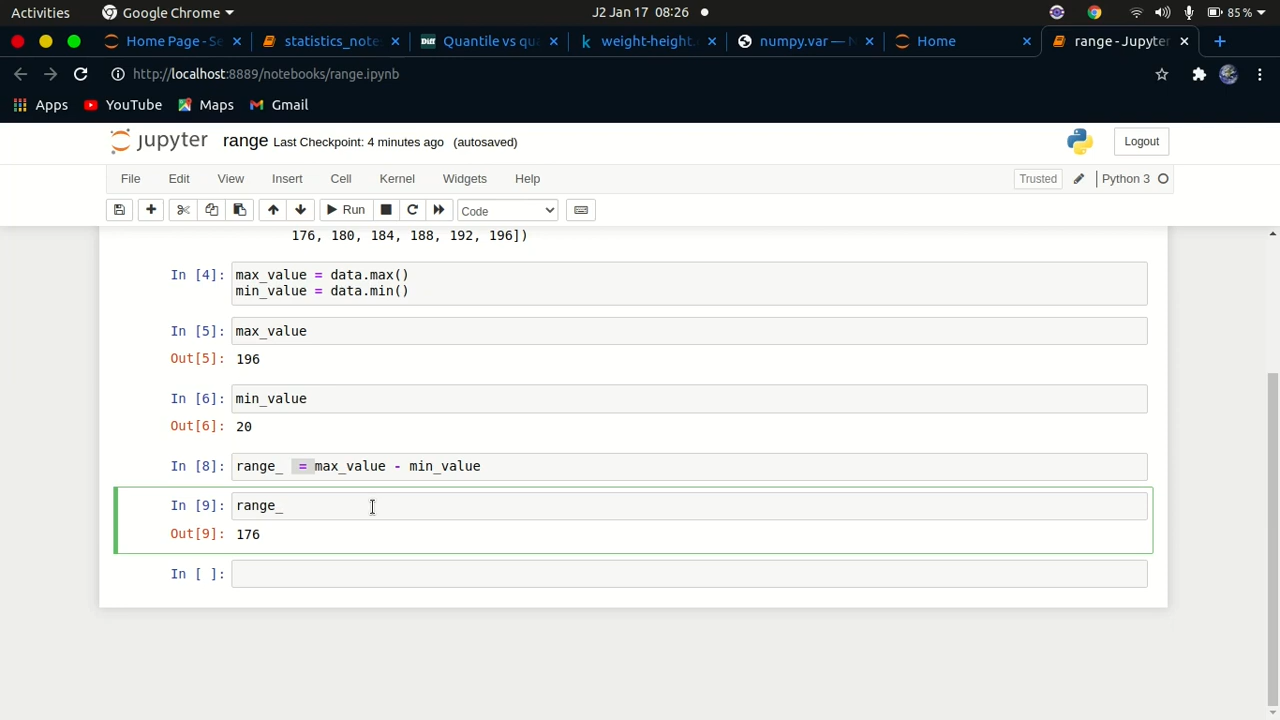 Activities Google Chrome J2 Jan 17 08:26 85 %
Home Page - Se statistics_note Quantile vs qu weight-height. numpy.var — N Home range - Jupyter
http://localhost:8889/notebooks/range.ipynb
Apps YouTube Maps Gmail
jupyter range Last Checkpoint: 4 minutes ago (autosaved) Logout
File Edit View Insert Cell Kernel Widgets Help Trusted Python 3
Run Code
176, 180, 184, 188, 192, 196])
In [4]: max_value = data.max()
min_value = data.min()
In [5]: max_value
Out[5]: 196
In [6]: min_value
Out[6]: 20
In [8]: range_ = max_value - min_value
In [9]: range_
Out[9]: 176
In [ ]: